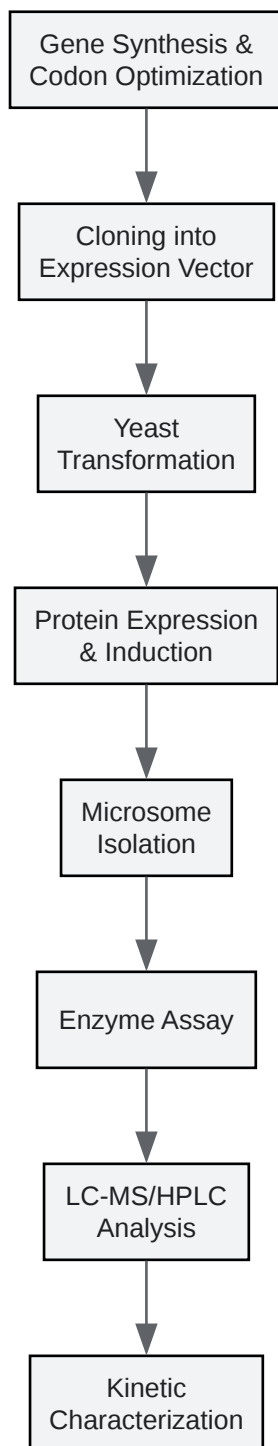 Gene Synthesis &
Codon Optimization
Cloning into
Expression Vector
Yeast
Transformation
Protein Expression
& Induction
Microsome
Isolation
Enzyme Assay
LC-MS/HPLC
Analysis
Kinetic
Characterization